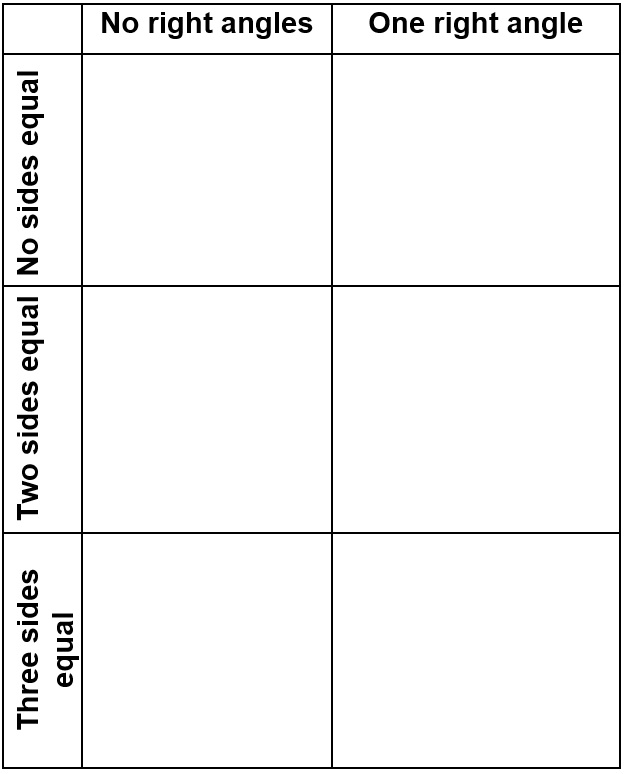 No right angles
One right angle
No sides equal
Two sides equal
Three sides
equal